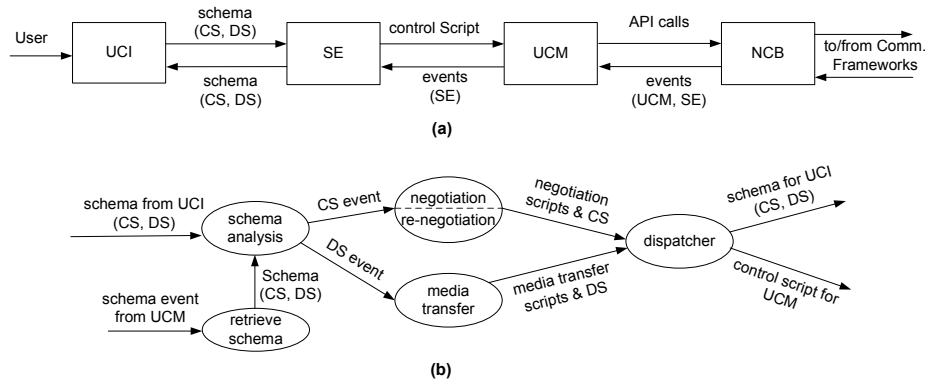 schema
(CS, DS)
control Script
API calls
User
UCI
SE
UCM
NCB
to/from Comm.
Frameworks
schema
(CS, DS)
events
(SE)
events
(UCM, SE)
(a)
schema from UCI
(CS, DS)
schema
analysis
CS event
negotiation
re-negotiation
negotiation
scripts & CS
schema for UCI
(CS, DS)
dispatcher
DS event
Schema
(CS, DS)
media
transfer
media transfer
scripts & DS
control script for
UCM
schema event
from UCM
retrieve
schema
(b)